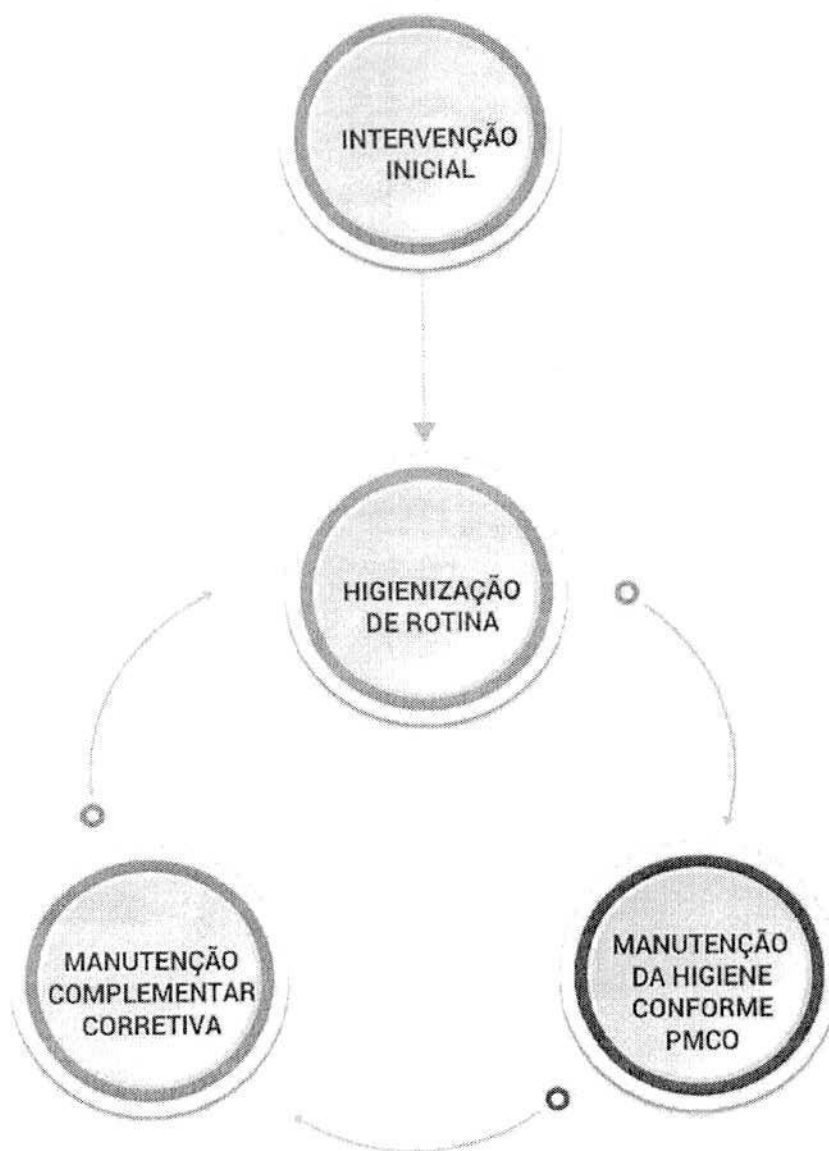 INTERVENÇÃO
INICIAL
HIGIENIZAÇÃO
DE ROTINA
MANUTENÇÃO
COMPLEMENTAR
CORRETIVA
MANUTENÇÃO
DA HIGIENE
CONFORME
PMCO